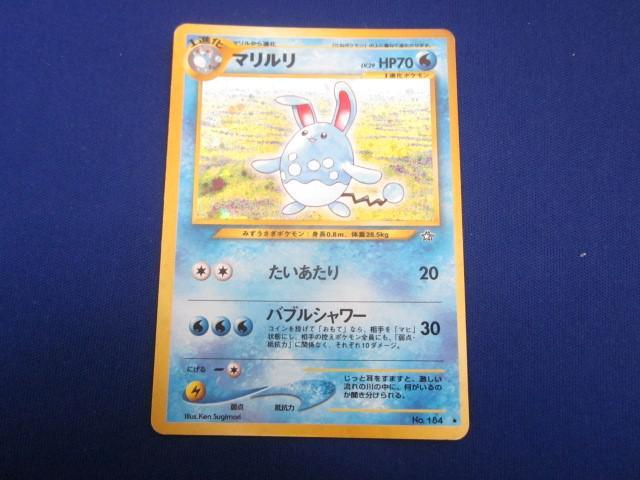 1進化
マリルから進化
マリルリ
LV.29 HP70
1進化ポケモン
みずうさぎポケモン：身長0.8m、体重28.5kg
たいあたり 20
バブルシャワー 30
コインを投げて「おもて」なら、相手を「マヒ」
状態にし、相手の控えポケモン全員にも、「弱点・
抵抗力」に関係なく、それぞれ10ダメージ。
にげる
じっと耳をすますと、激しい
流れの川の中に、何がいるの
か聞き分けられる。
弱点 抵抗力
Illus. Ken Sugimori
No. 184